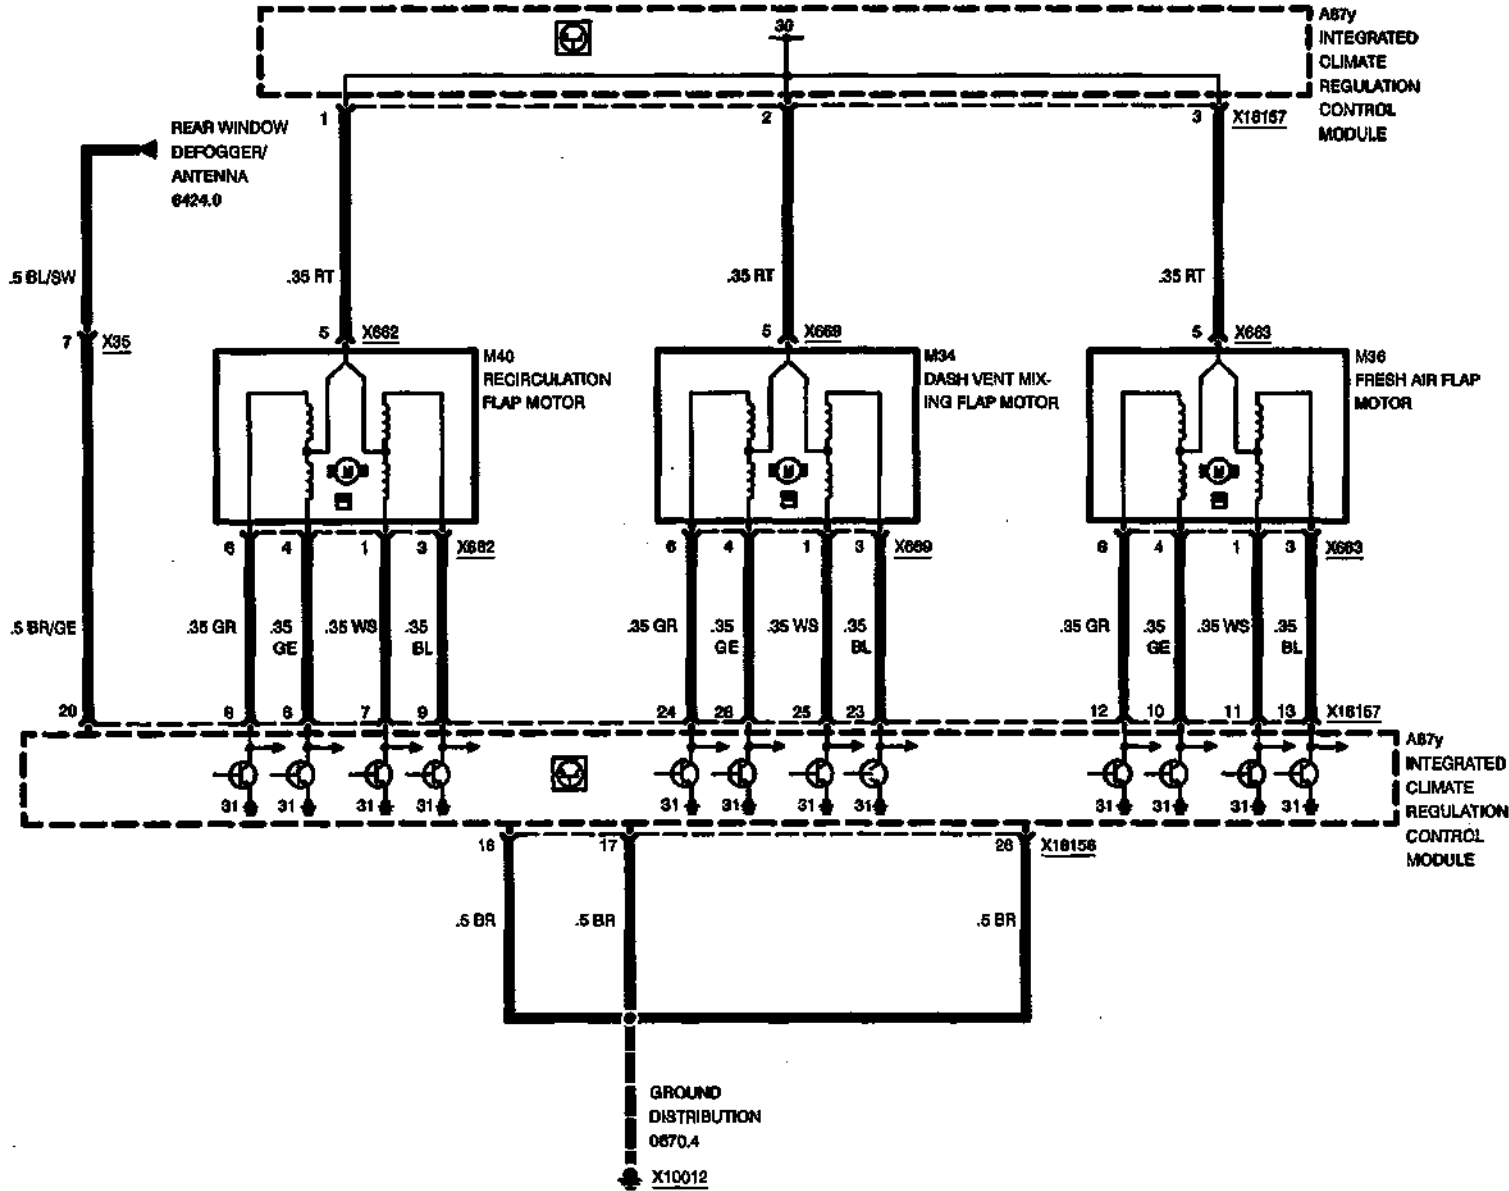 30
A87y
INTEGRATED
CLIMATE
REGULATION
CONTROL
MODULE
1
2
3
X18157
REAR WINDOW
DEFOGGER/
ANTENNA
6424.0
.5 BL/SW
.35 RT
.35 RT
.35 RT
7
X35
5
X662
5
X669
5
X663
M40
RECIRCULATION
FLAP MOTOR
M34
DASH VENT MIX-
ING FLAP MOTOR
M36
FRESH AIR FLAP
MOTOR
M
M
M
6
4
1
3
X662
6
4
1
3
X669
6
4
1
3
X663
.5 BR/GE
.35 GR
.35
GE
.35 WS
.35
BL
.35 GR
.35
GE
.35 WS
.35
BL
.35 GR
.35
GE
.35 WS
.35
BL
20
8
6
7
9
24
26
25
23
12
10
11
13
X18157
A87y
INTEGRATED
CLIMATE
REGULATION
CONTROL
MODULE
31
31
31
31
31
31
31
31
31
31
31
31
17
26
.5 BR
.5 BR
.5 BR
GROUND
DISTRIBUTION
0670.4
X10012